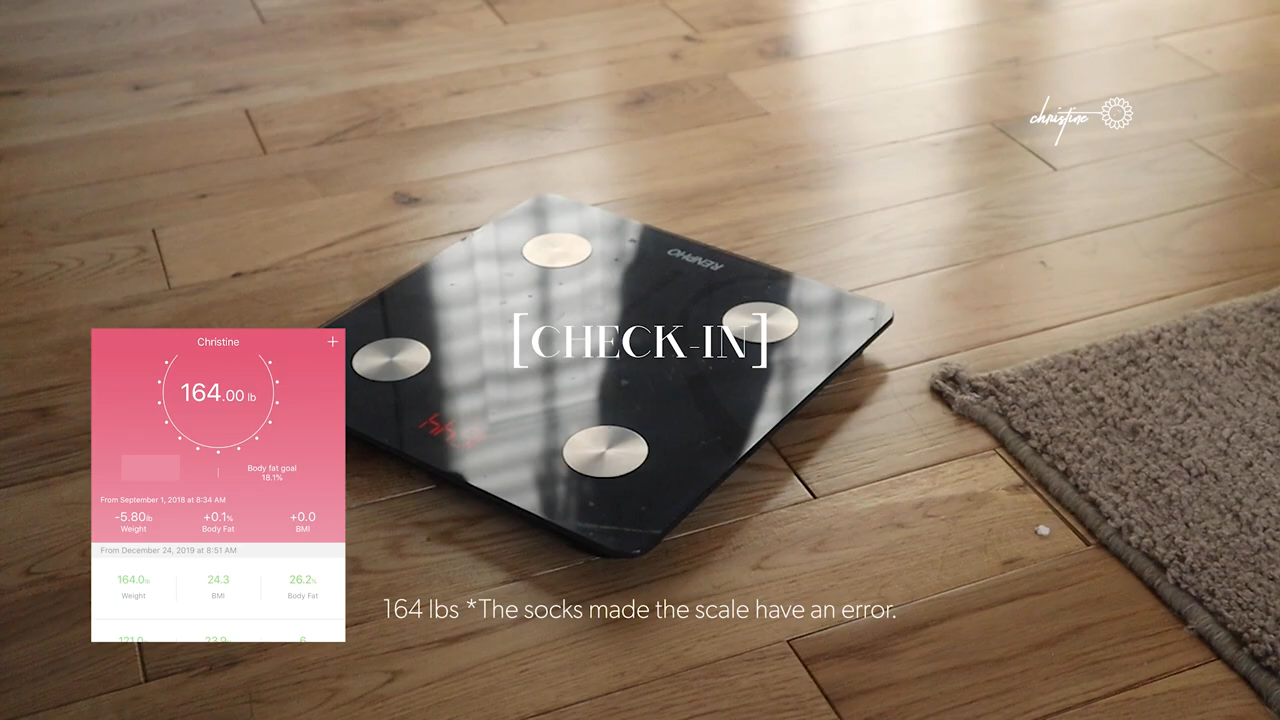 christine
RENPHO
[CHECK-IN]
Christine
+
164.00 lb
Body fat goal
18.1%
From September 1, 2018 at 8:34 AM
-5.80lb
+0.1%
+0.0
Weight
Body Fat
BMI
From December 24, 2019 at 8:51 AM
164.0lb
24.3
26.2%
Weight
BMI
Body Fat
164 lbs *The socks made the scale have an error.